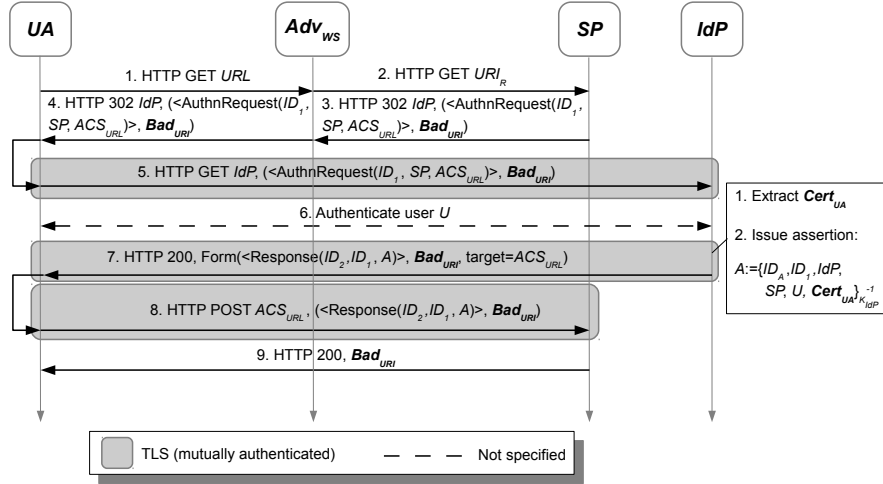 UA Adv_WS SP IdP
1. HTTP GET URL
2. HTTP GET URI_R
4. HTTP 302 IdP, (<AuthnRequest(ID_1,
SP, ACS_URL)>, Bad_URI)
3. HTTP 302 IdP, (<AuthnRequest(ID_1,
SP, ACS_URL)>, Bad_URI)
5. HTTP GET IdP, (<AuthnRequest(ID_1, SP, ACS_URL)>, Bad_URI)
6. Authenticate user U
1. Extract Cert_UA
2. Issue assertion:
A:={ID_A,ID_1,IdP,
SP, U, Cert_UA}_K_IdP^-1
7. HTTP 200, Form(<Response(ID_2,ID_1, A)>, Bad_URI, target=ACS_URL)
8. HTTP POST ACS_URL, (<Response(ID_2,ID_1, A)>, Bad_URI)
9. HTTP 200, Bad_URI
TLS (mutually authenticated)
Not specified